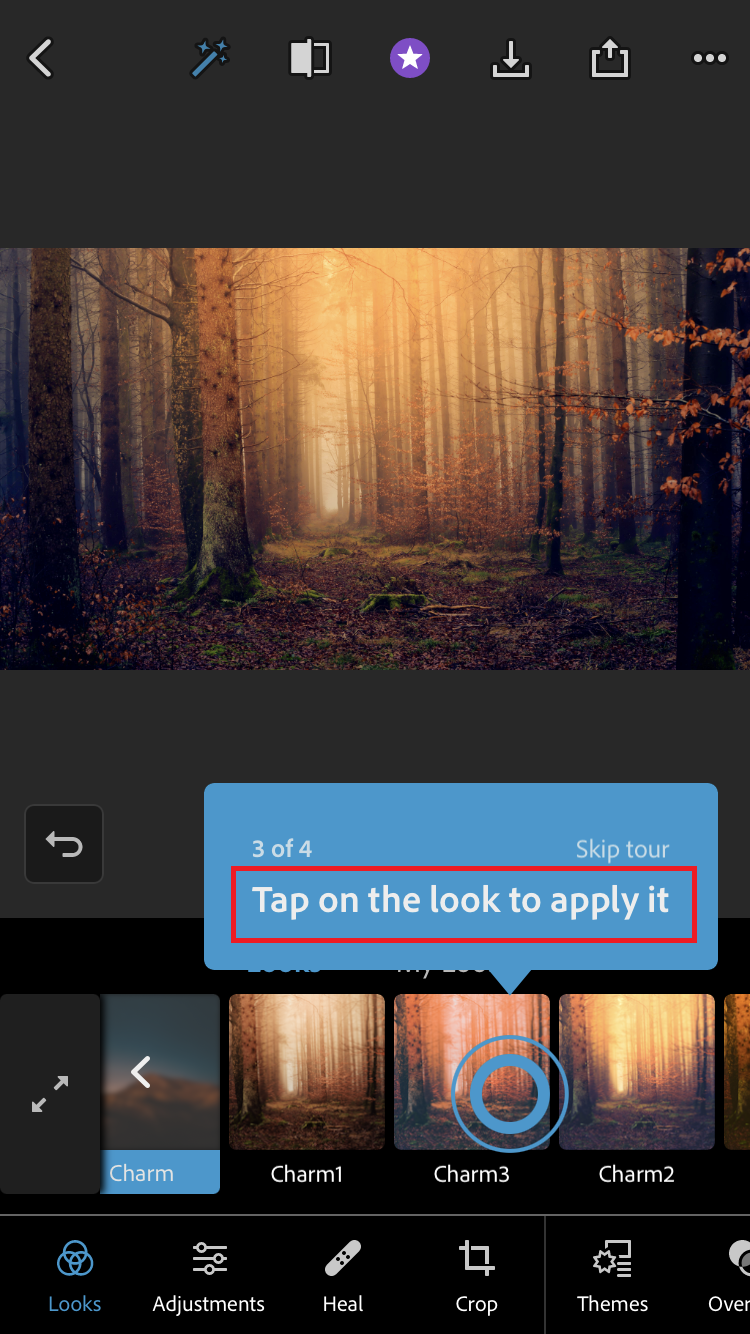 3 of 4
Skip tour
Tap on the look to apply it
Charm
Charm1
Charm3
Charm2
Looks
Adjustments
Heal
Crop
Themes
Over